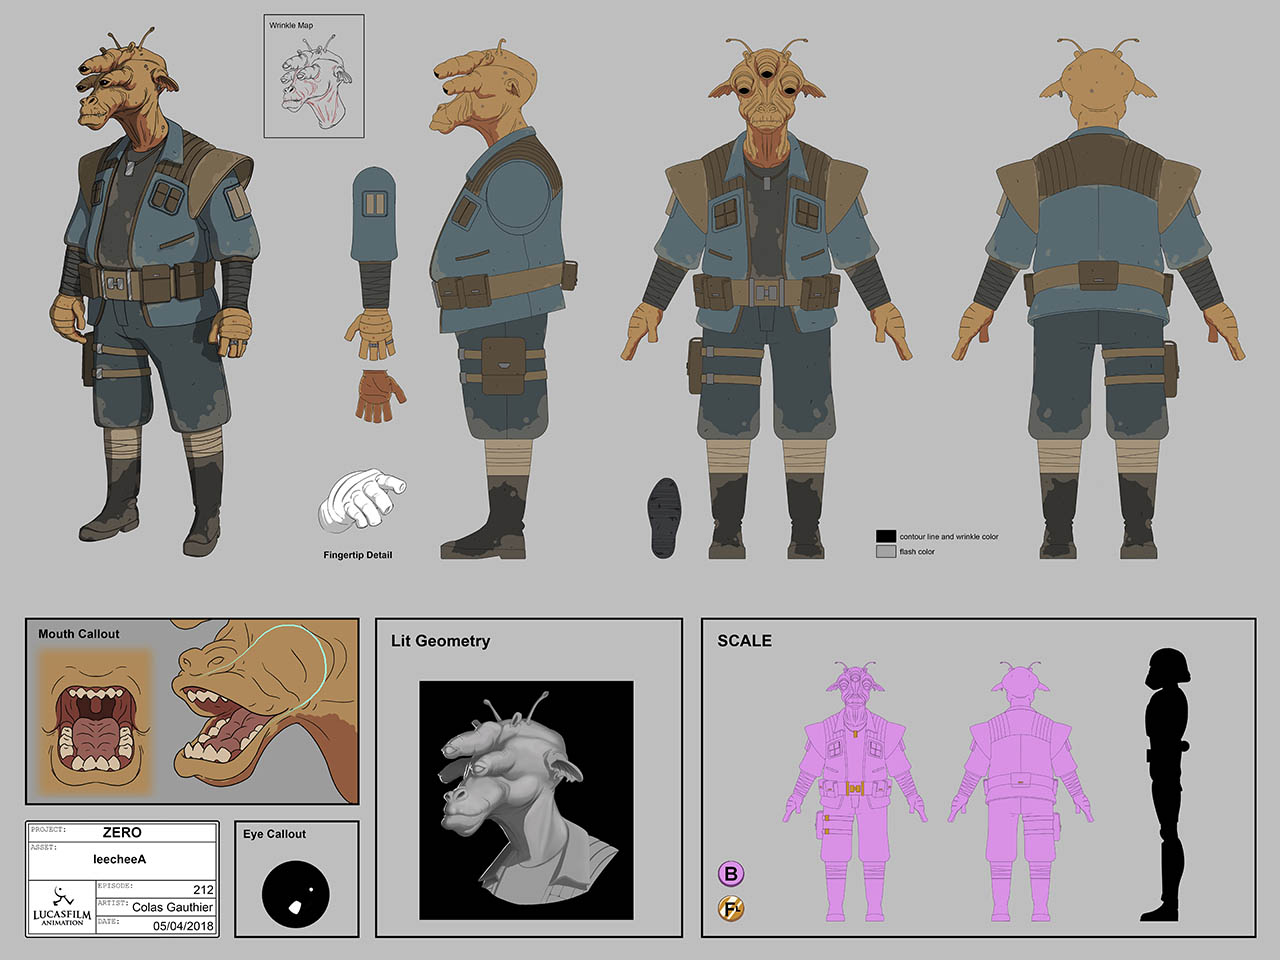 Wrinkle Map
Fingertip Detail
contour line and wrinkle color
flash color
Mouth Callout
Lit Geometry
SCALE
B
F
PROJECT: ZERO
ASSET:
leecheeA
LUCASFILM
ANIMATION
EPISODE: 212
ARTIST: Colas Gauthier
DATE: 05/04/2018
Eye Callout